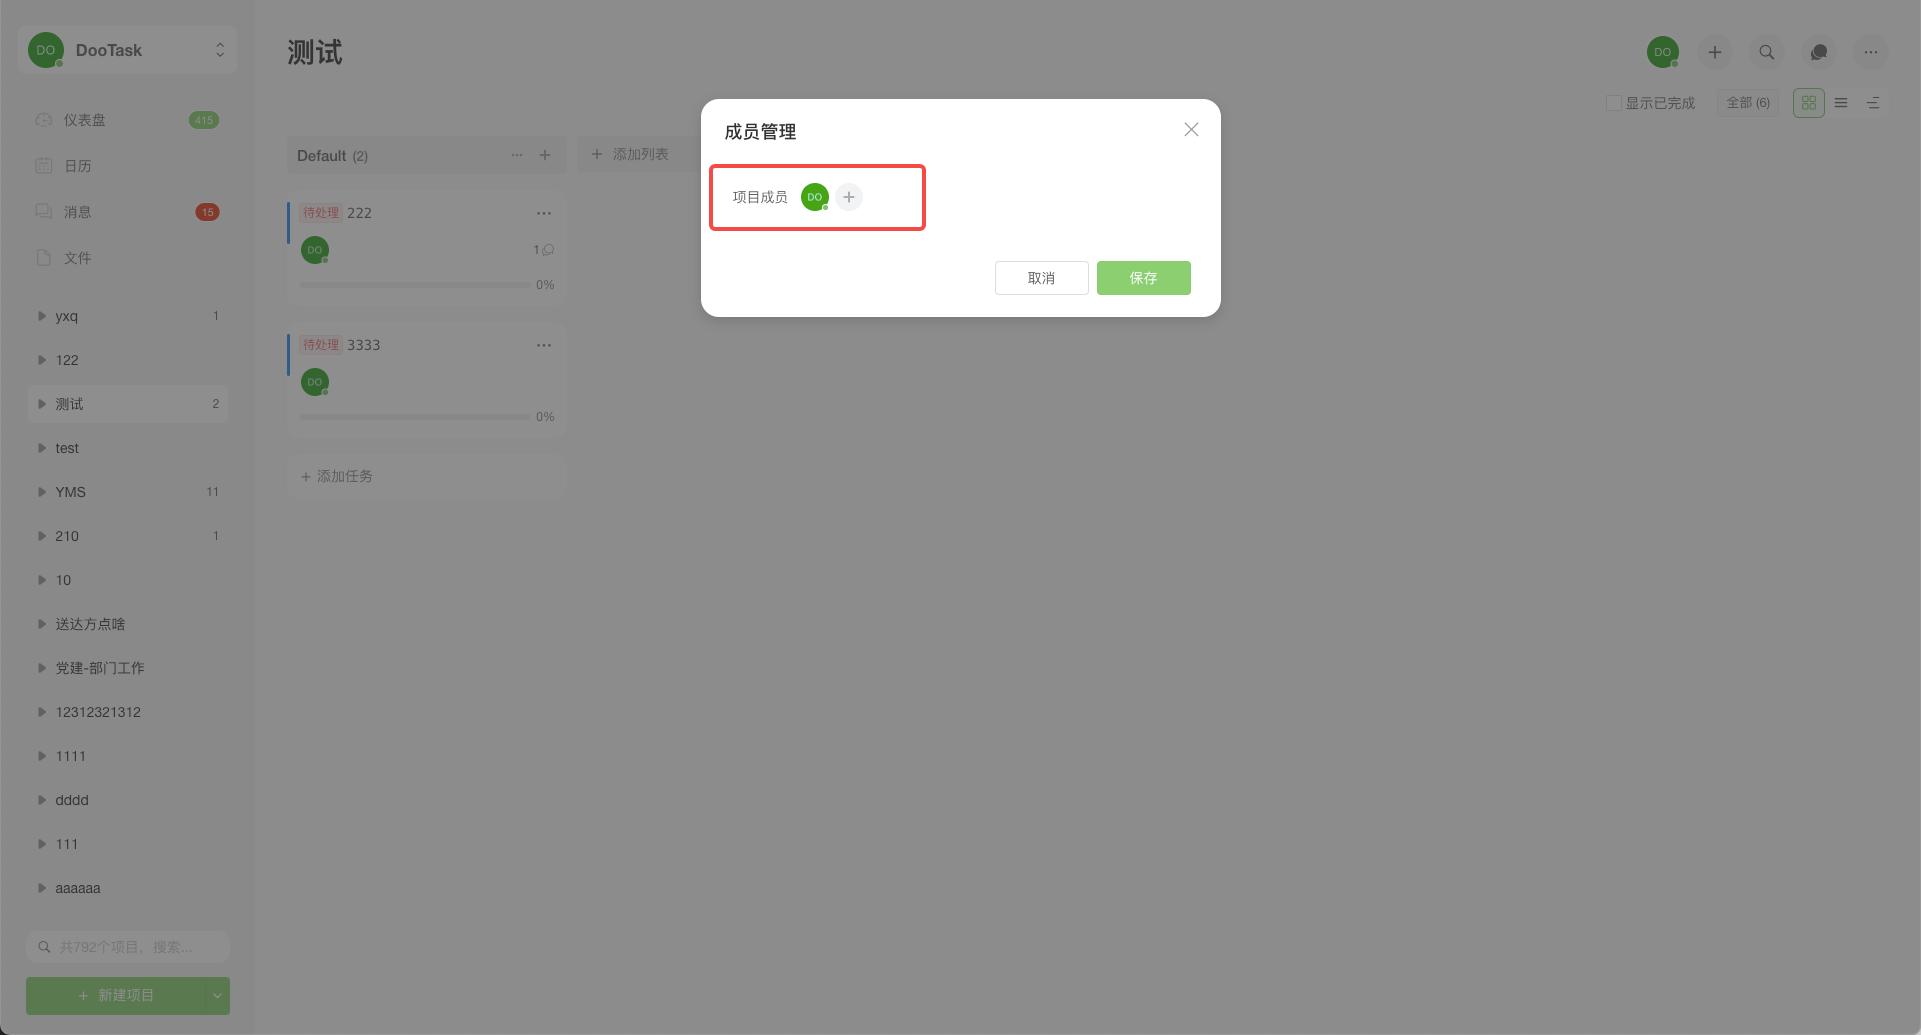 DO DooTask
仪表盘 415
日历
消息 15
文件
yxq 1
122
测试 2
test
YMS 11
210 1
10
送达方点啥
党建-部门工作
12312321312
1111
dddd
111
aaaaaa
共792个项目，搜索...
+ 新建项目
测试
DO
显示已完成
全部 (6)
Default (2)
+ 添加列表
待处理 222
DO
1
0%
待处理 3333
DO
0%
+ 添加任务
成员管理
项目成员 DO +
取消
保存